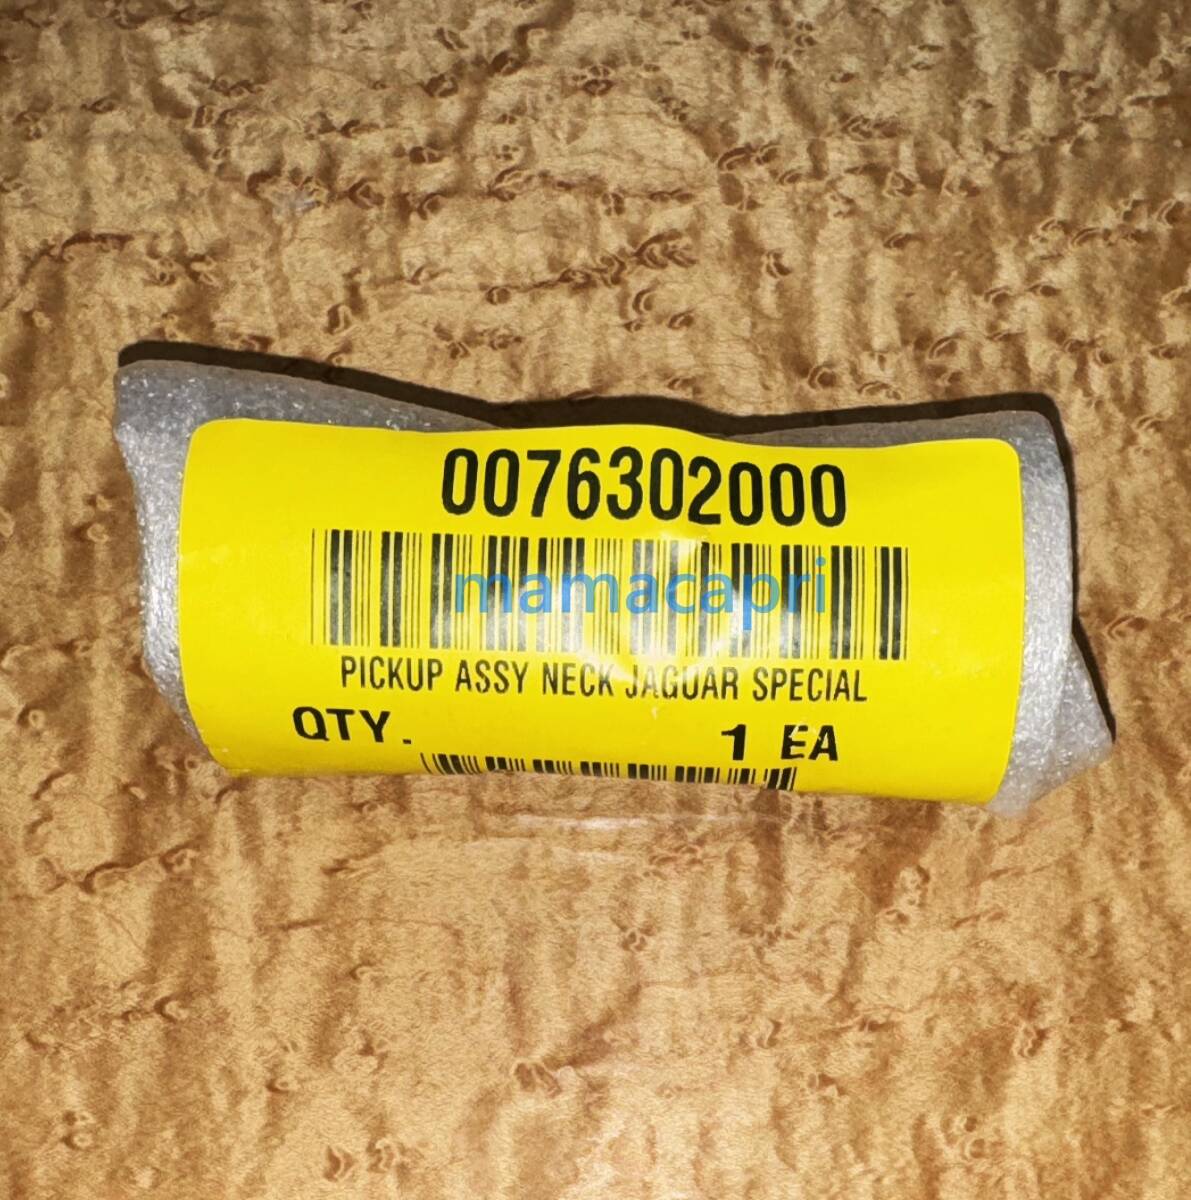 0076302000
mamacapri
PICKUP ASSY NECK JAGUAR SPECIAL
QTY. 1 EA